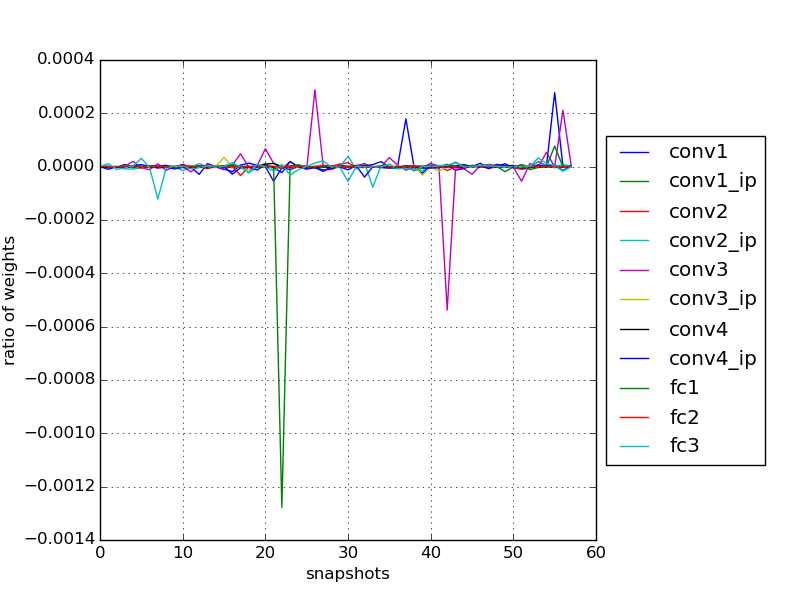 0.0004
0.0002
0.0000
−0.0002
−0.0004
−0.0006
−0.0008
−0.0010
−0.0012
−0.0014
ratio of weights
0 10 20 30 40 50 60
snapshots
conv1
conv1_ip
conv2
conv2_ip
conv3
conv3_ip
conv4
conv4_ip
fc1
fc2
fc3